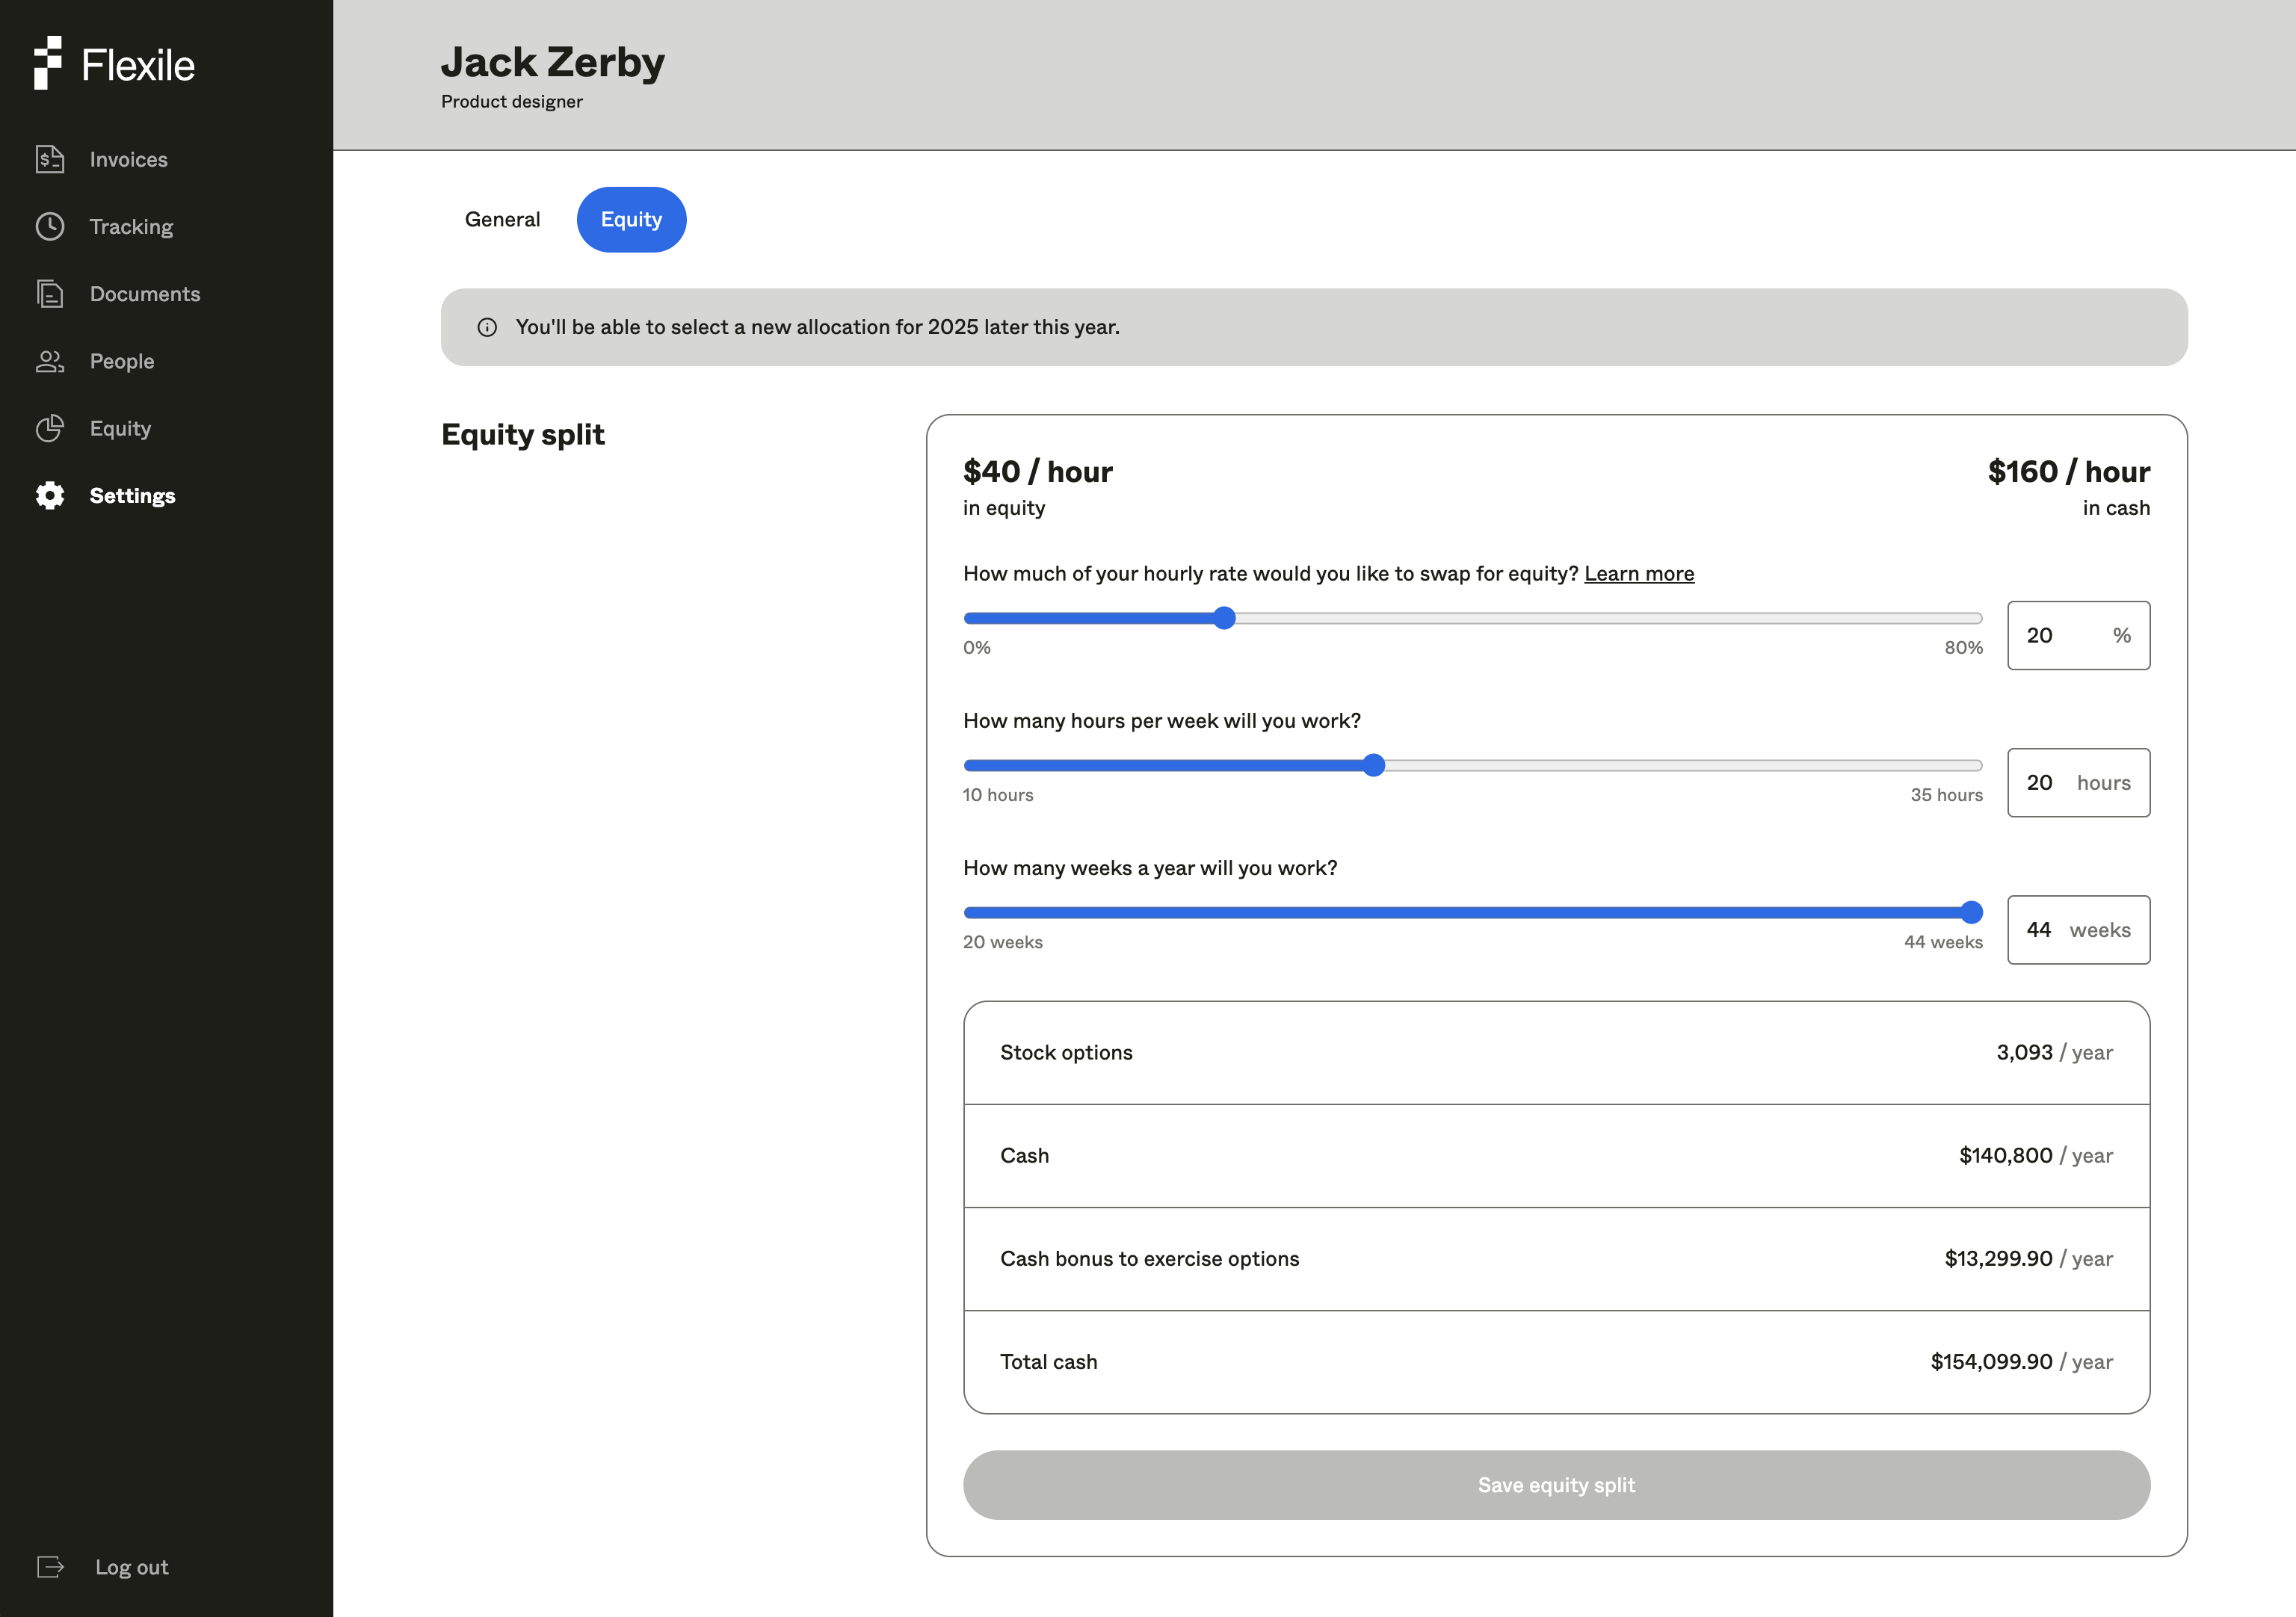 Flexile
Invoices
Tracking
Documents
People
Equity
Settings
Log out
Jack Zerby
Product designer
General
Equity
You'll be able to select a new allocation for 2025 later this year.
Equity split
$40 / hour
in equity
$160 / hour
in cash
How much of your hourly rate would you like to swap for equity? Learn more
0%
80%
20 %
How many hours per week will you work?
10 hours
35 hours
20 hours
How many weeks a year will you work?
20 weeks
44 weeks
44 weeks
Stock options 3,093 / year
Cash $140,800 / year
Cash bonus to exercise options $13,299.90 / year
Total cash $154,099.90 / year
Save equity split